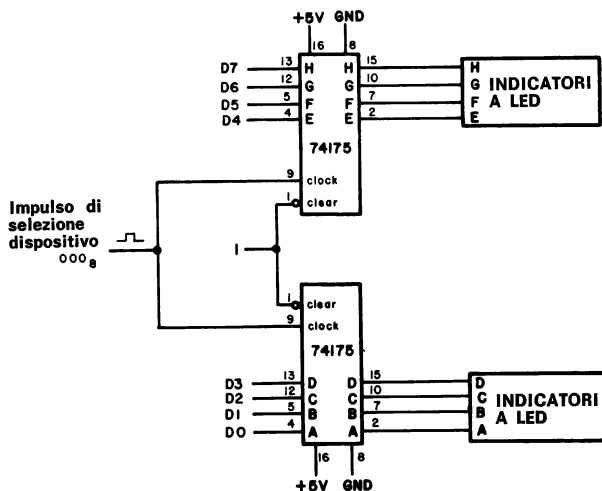 +5V GND
16 8
D7 13 H H 15 H
D6 12 G G 10 G
D5 5 F F 7 F
D4 4 E E 2 E
INDICATORI
A LED
74175
9 clock
1 clear
Impulso di
selezione
dispositivo
000 8
1
1 clear
9 clock
74175
D3 13 D D 15 D
D2 12 C C 10 C
D1 5 B B 7 B
D0 4 A A 2 A
INDICATORI
A LED
16 8
+5V GND